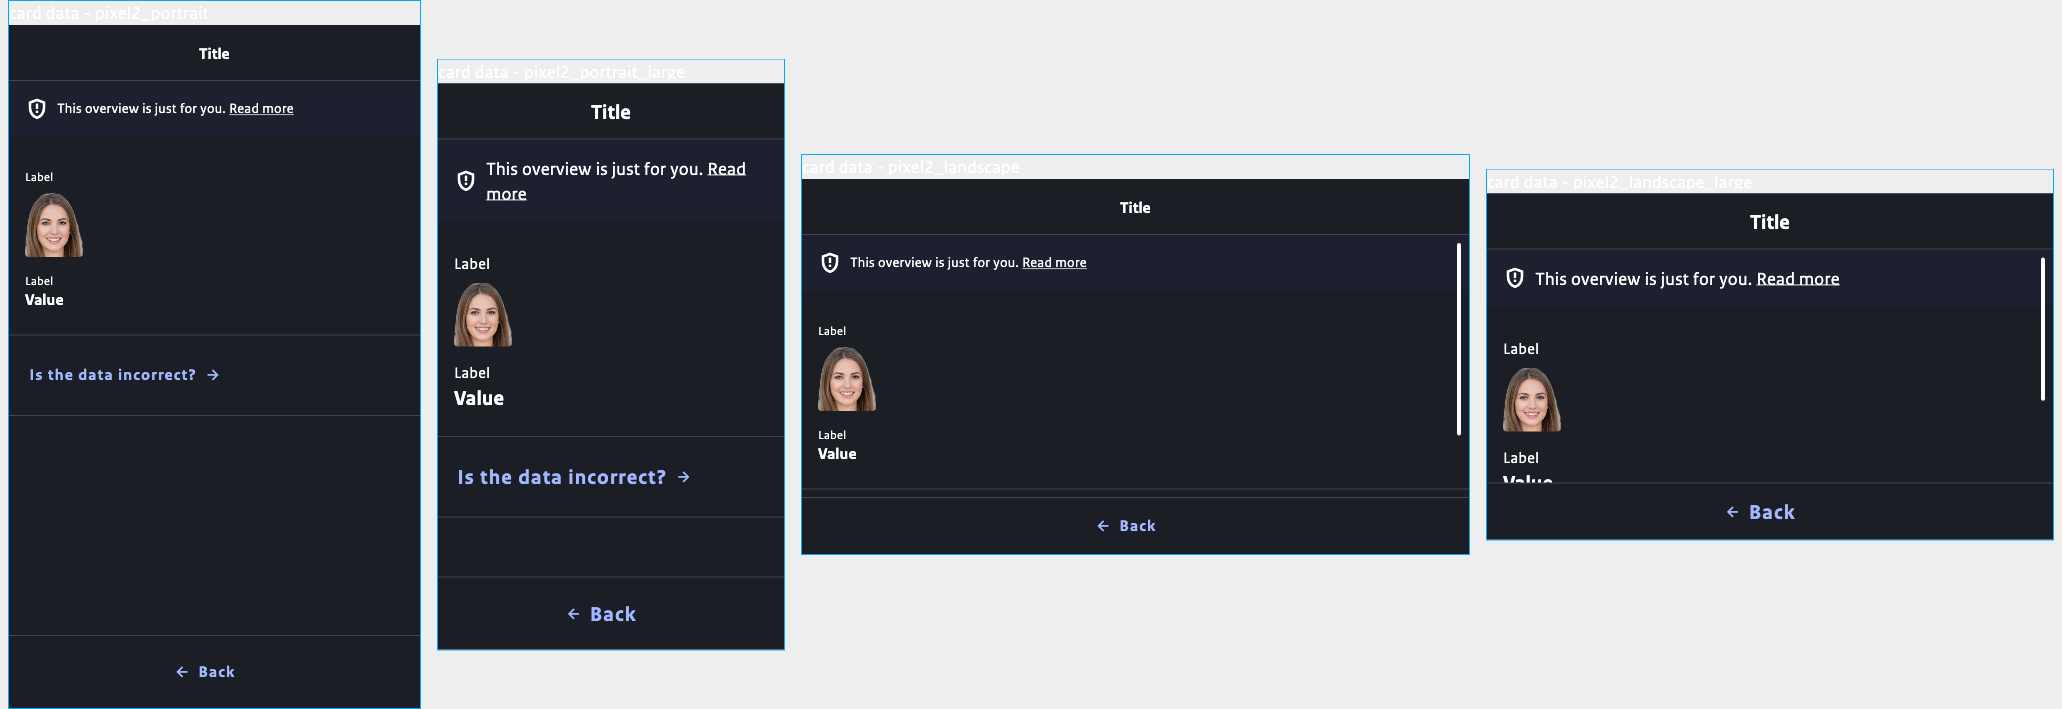 card data - pixel2_portrait
Title
This overview is just for you. Read more
Label
Label
Value
Is the data incorrect?
Back
card data - pixel2_portrait_large
Title
This overview is just for you. Read
more
Label
Label
Value
Is the data incorrect?
Back
card data - pixel2_landscape
Title
This overview is just for you. Read more
Label
Label
Value
Back
card data - pixel2_landscape_large
Title
This overview is just for you. Read more
Label
Label
Value
Back